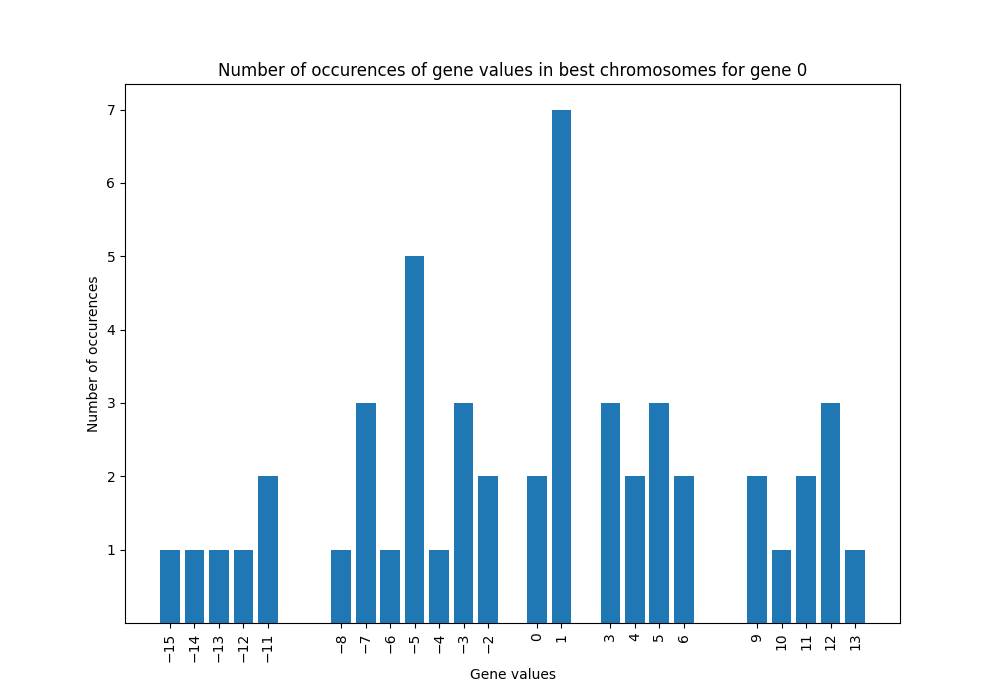 Number of occurences of gene values in best chromosomes for gene 0
7
6
5
4
3
2
1
Number of occurences
−15 −14 −13 −12 −11 −8 −7 −6 −5 −4 −3 −2 0 1 3 4 5 6 9 10 11 12 13
Gene values